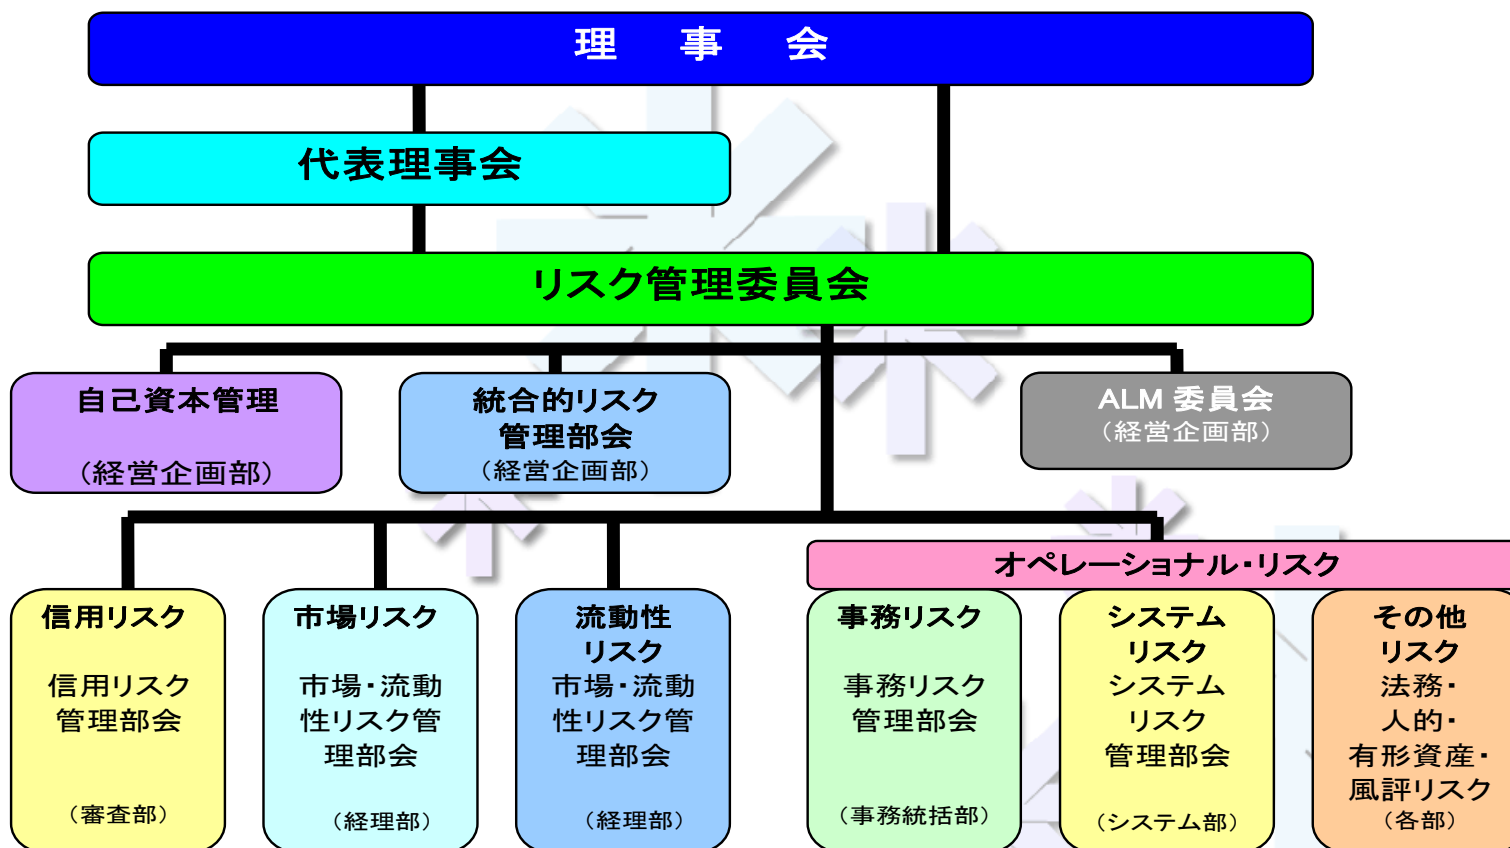 理 事 会
代表理事会
リスク管理委員会
自己資本管理
（経営企画部）
統合的リスク
管理部会
（経営企画部）
ALM 委員会
（経営企画部）
オペレーショナル・リスク
信用リスク
信用リスク
管理部会
（審査部）
市場リスク
市場・流動
性リスク管
理部会
（経理部）
流動性
リスク
市場・流動
性リスク管
理部会
（経理部）
事務リスク
事務リスク
管理部会
（事務統括部）
システム
リスク
システム
リスク
管理部会
（システム部）
その他
リスク
法務・
人的・
有形資産・
風評リスク
（各部）